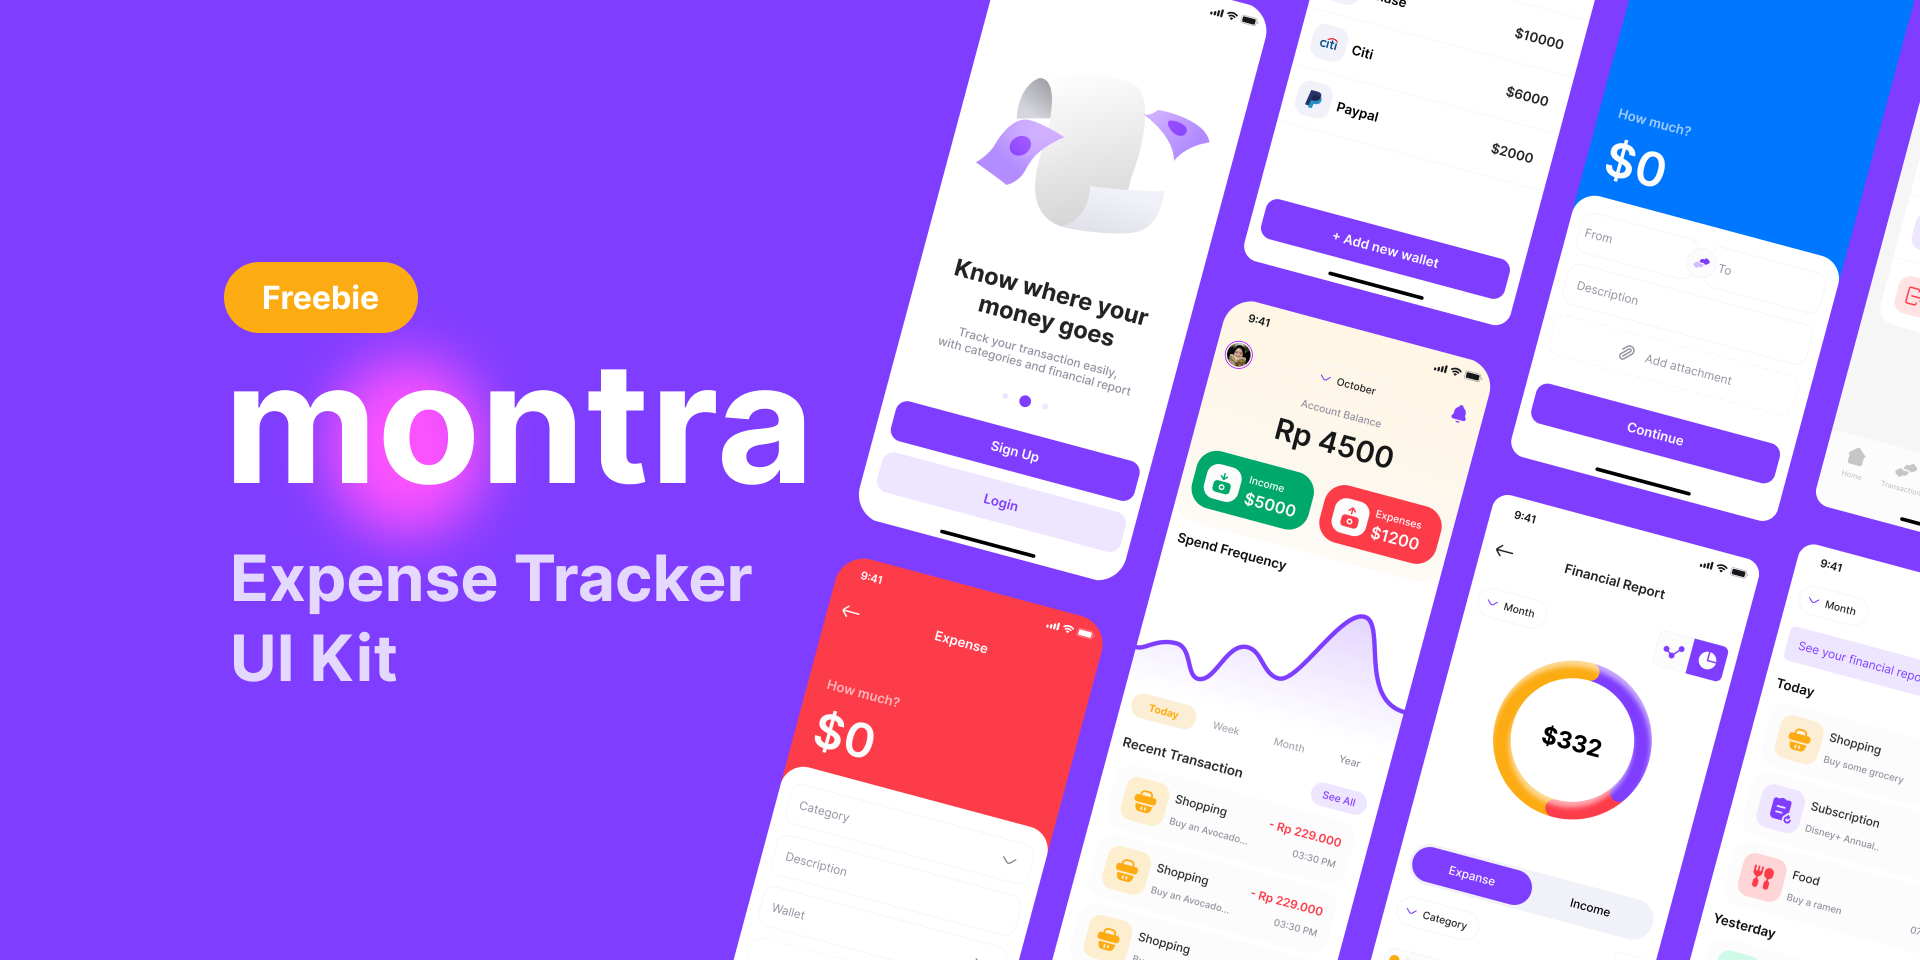 Freebie
montra
Expense Tracker
UI Kit
Know where your
money goes
Track your transaction easily,
with categories and financial report
Sign Up
Login
$10000
citi
Citi
$6000
Paypal
$2000
+ Add new wallet
How much?
$0
From
To
Description
Add attachment
Continue
Home
Transaction
9:41
Expense
How much?
$0
Category
Description
Wallet
9:41
October
Account Balance
Rp 4500
Income
$5000
Expenses
$1200
Spend Frequency
Today
Week
Month
Year
Recent Transaction
See All
Shopping
- Rp 229.000
Buy an Avocado...
03:30 PM
Shopping
- Rp 229.000
Buy an Avocado...
03:30 PM
Shopping
9:41
Financial Report
Month
$332
Expanse
Income
Category
9:41
Month
See your financial repo
Today
Shopping
Buy some grocery
Subscription
Disney+ Annual..
Food
Buy a ramen
07
Yesterday